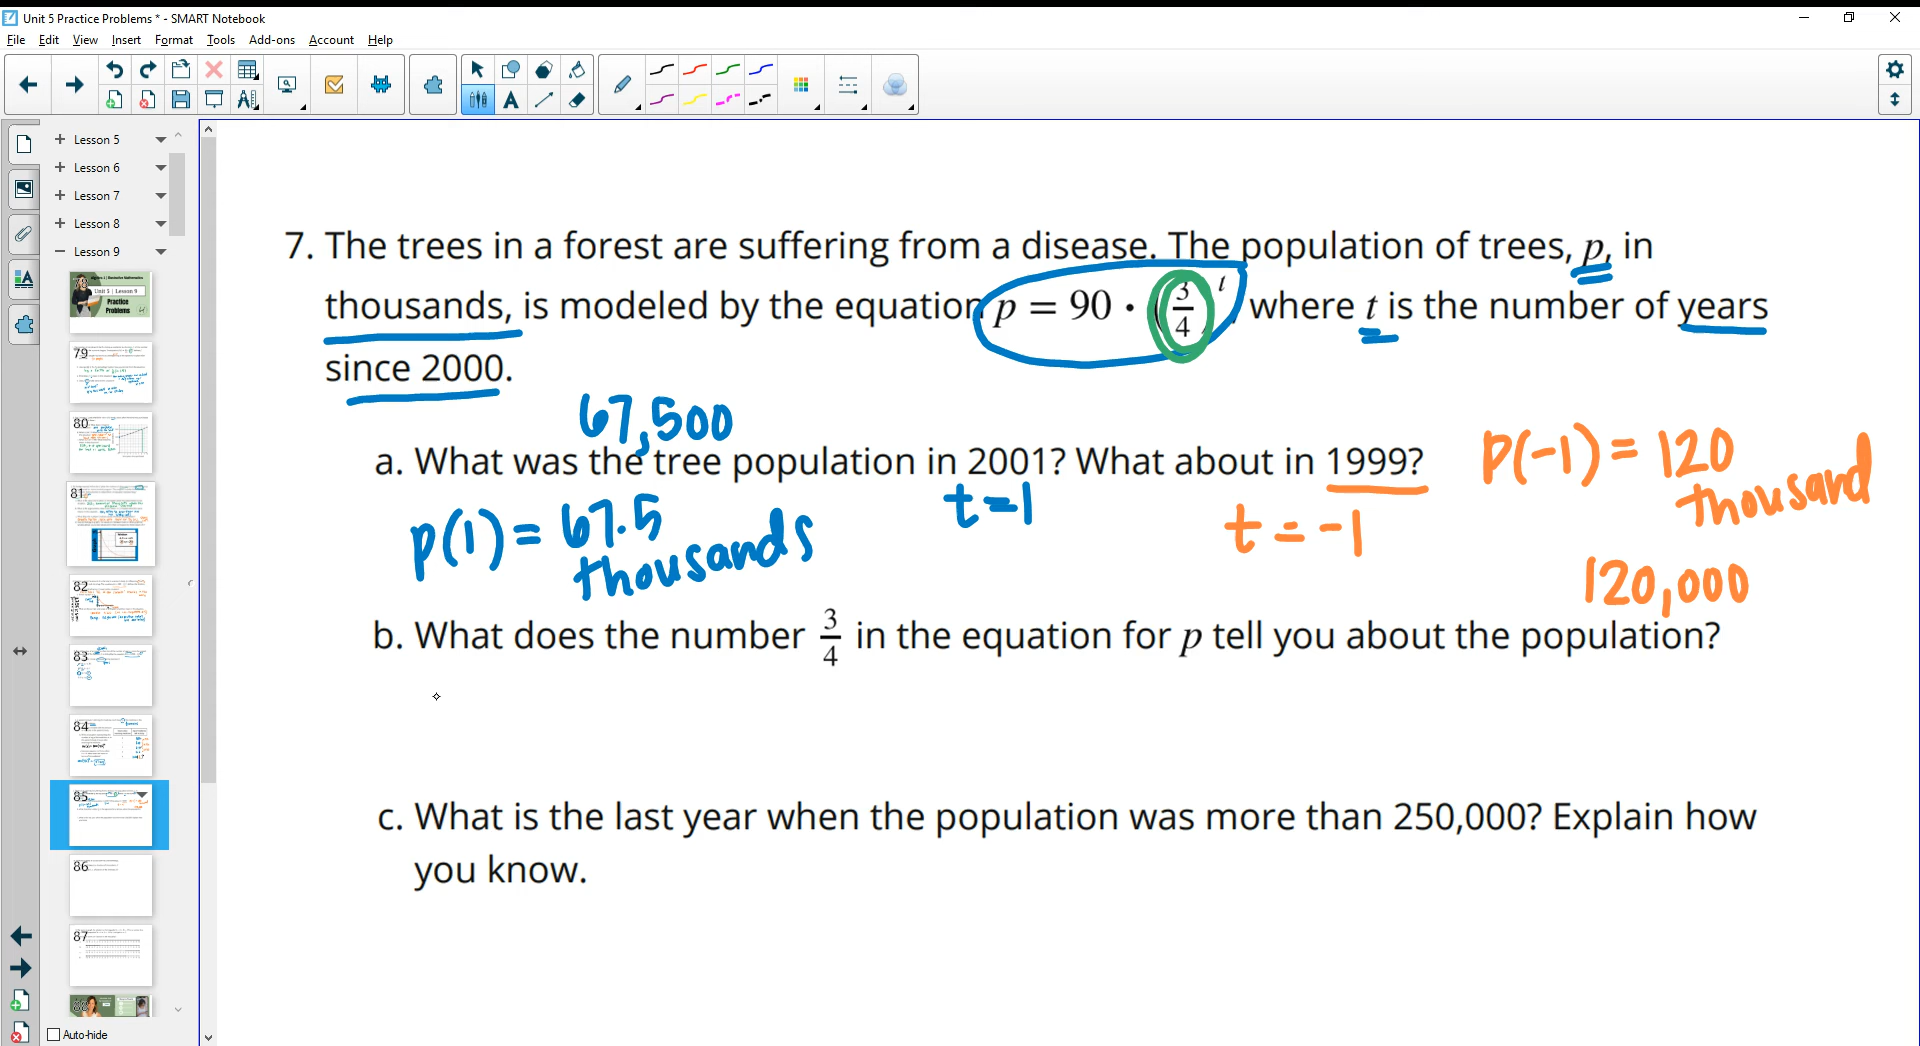 Unit 5 Practice Problems * - SMART Notebook
File Edit View Insert Format Tools Add-ons Account Help
Lesson 5
Lesson 6
Lesson 7
Lesson 8
Lesson 9
Unit 5 | Lesson 9
Practice
Problems
79
80
81
82
83
84
85
86
87
Auto-hide
7. The trees in a forest are suffering from a disease. The population of trees, p, in
thousands, is modeled by the equation p = 90 · (3/4)^t, where t is the number of years
since 2000.
67,500
a. What was the tree population in 2001? What about in 1999?
p(1) = 67.5
thousands
t=1
t = -1
p(-1) = 120
thousand
120,000
b. What does the number 3/4 in the equation for p tell you about the population?
c. What is the last year when the population was more than 250,000? Explain how
you know.